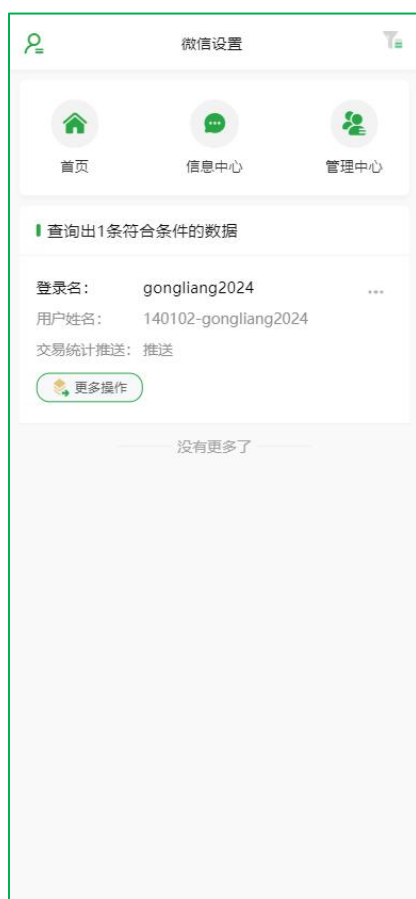 微信设置
首页 信息中心 管理中心
查询出1条符合条件的数据
登录名： gongliang2024
用户姓名： 140102-gongliang2024
交易统计推送： 推送
更多操作
没有更多了